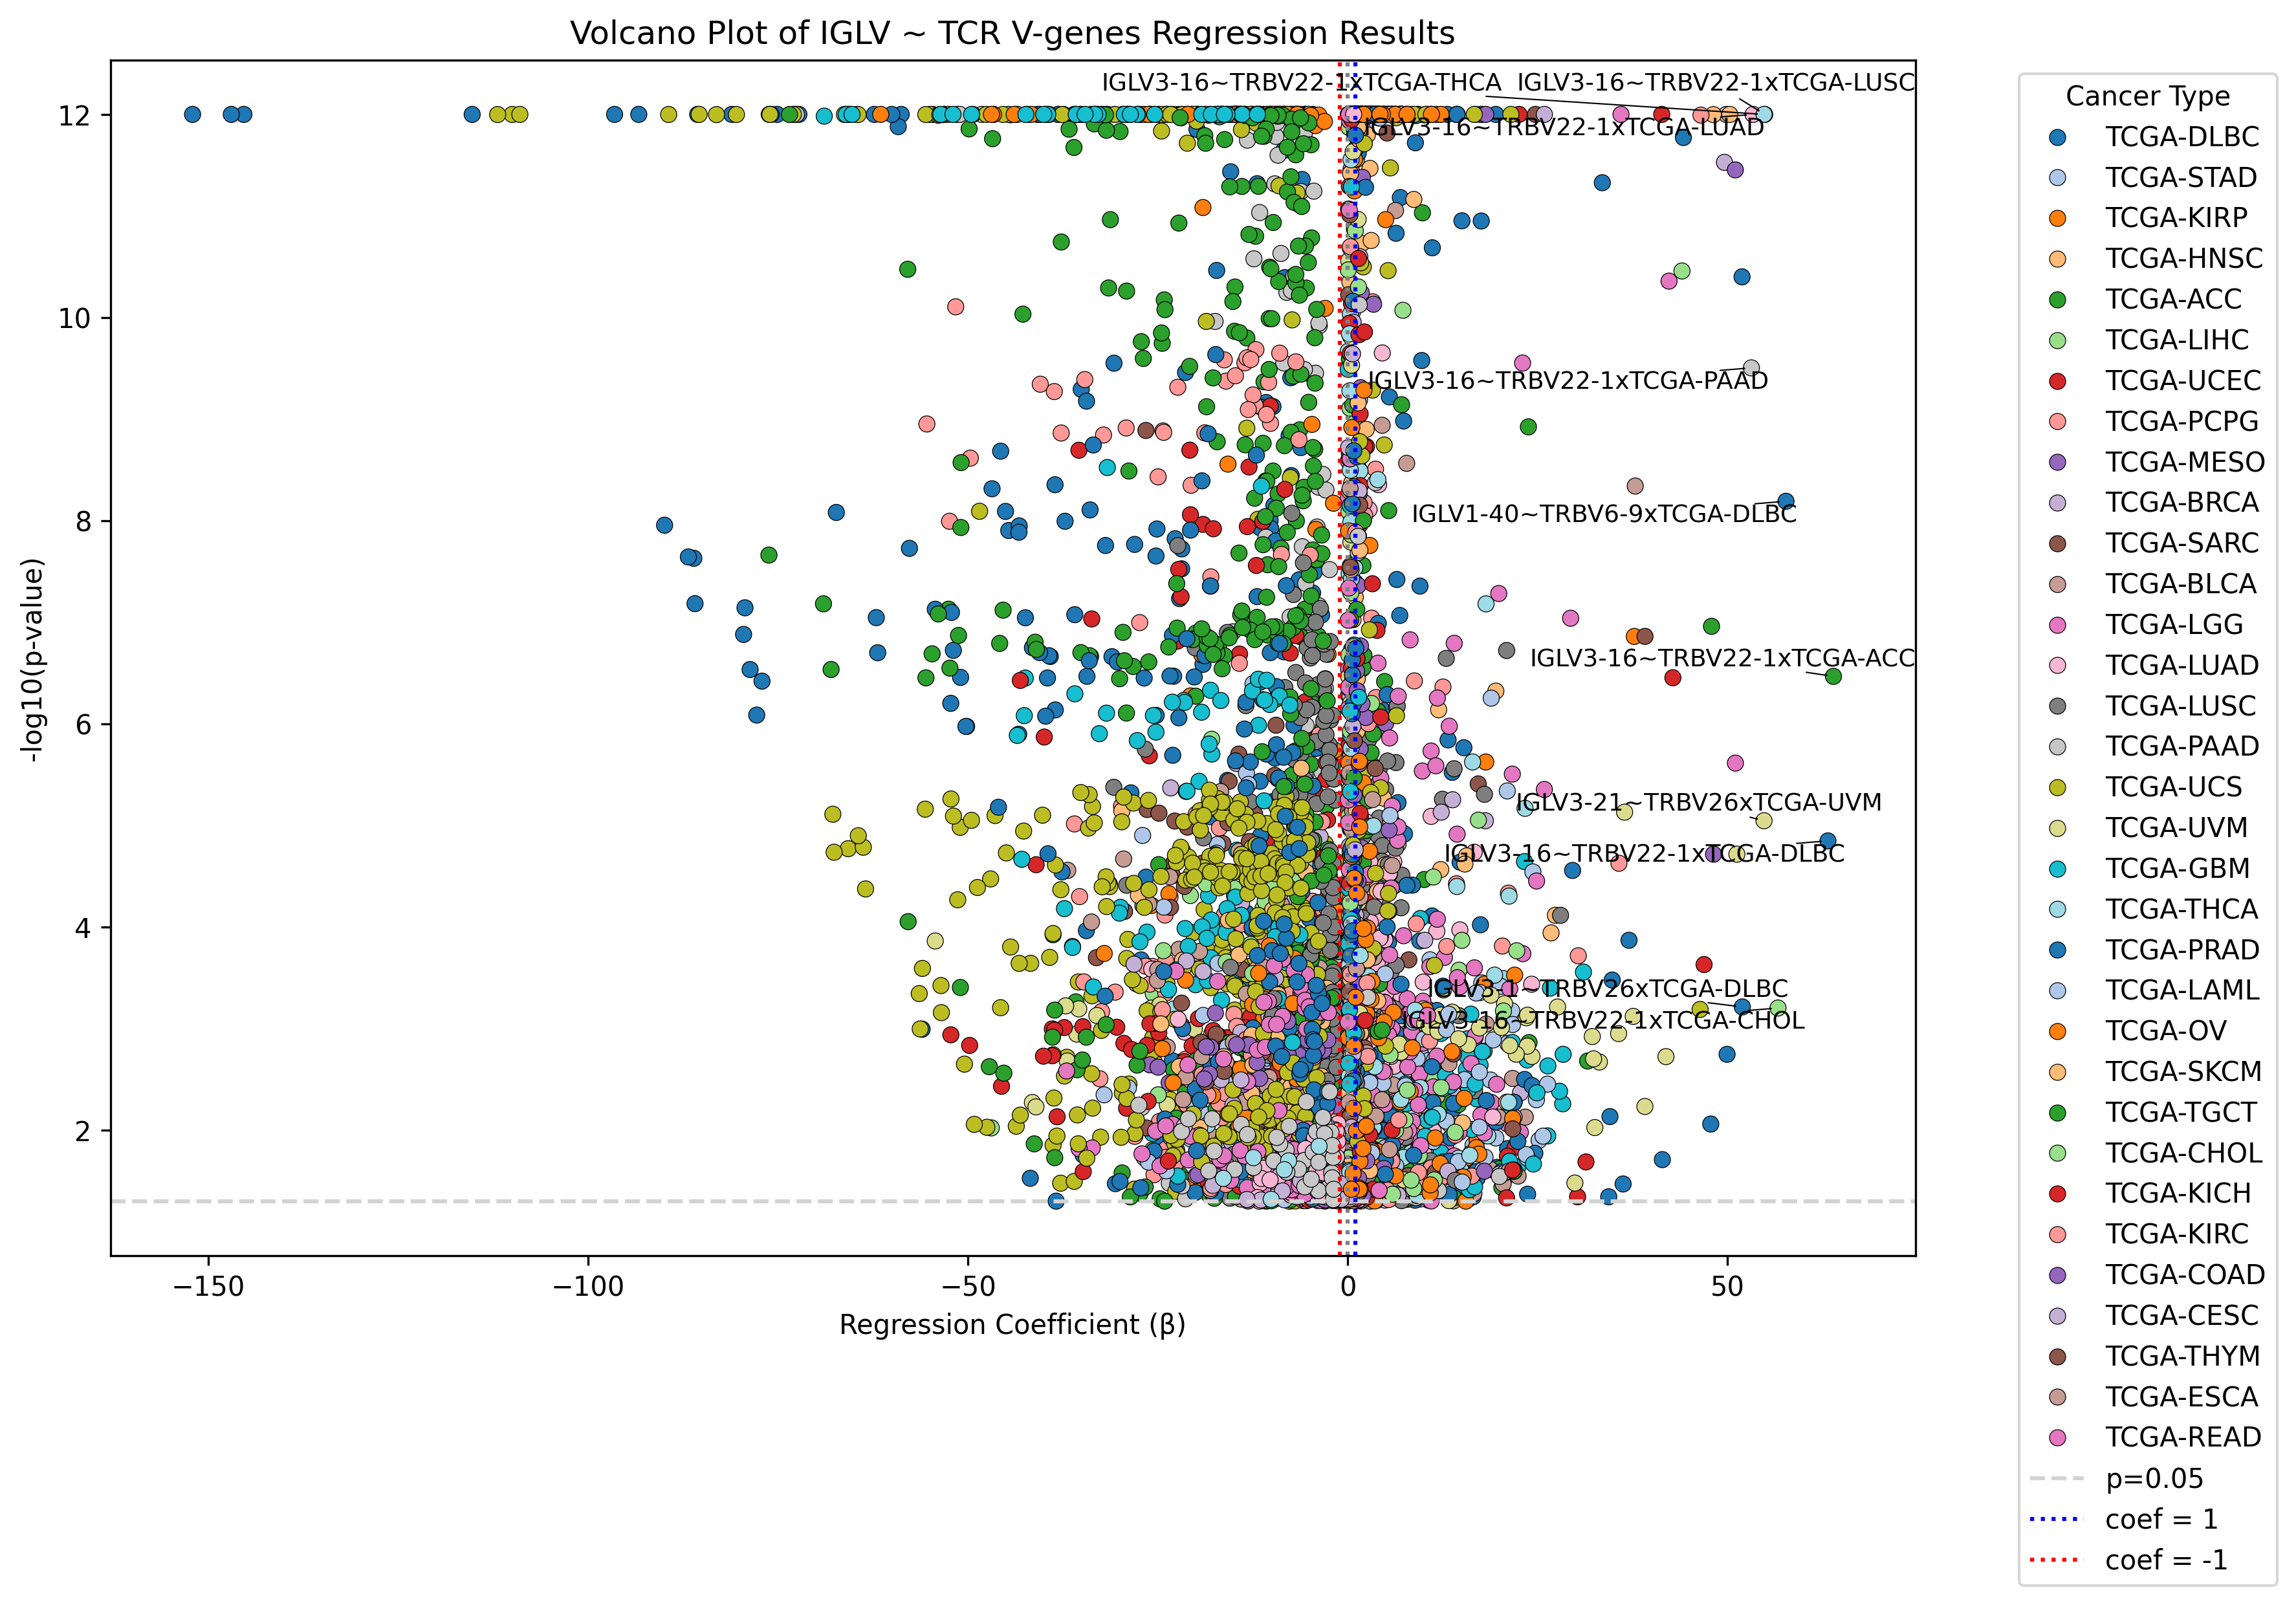 Volcano Plot of IGLV ~ TCR V-genes Regression Results
IGLV3-16~TRBV22-1xTCGA-THCA
IGLV3-16~TRBV22-1xTCGA-LUSC
IGLV3-16~TRBV22-1xTCGA-LUAD
IGLV3-16~TRBV22-1xTCGA-PAAD
IGLV1-40~TRBV6-9xTCGA-DLBC
IGLV3-16~TRBV22-1xTCGA-ACC
IGLV3-21~TRBV26xTCGA-UVM
IGLV3-16~TRBV22-1xTCGA-DLBC
IGLV3-1~TRBV26xTCGA-DLBC
IGLV3-16~TRBV22-1xTCGA-CHOL
-log10(p-value)
12
10
8
6
4
2
−150
−100
−50
0
50
Regression Coefficient (β)
Cancer Type
TCGA-DLBC
TCGA-STAD
TCGA-KIRP
TCGA-HNSC
TCGA-ACC
TCGA-LIHC
TCGA-UCEC
TCGA-PCPG
TCGA-MESO
TCGA-BRCA
TCGA-SARC
TCGA-BLCA
TCGA-LGG
TCGA-LUAD
TCGA-LUSC
TCGA-PAAD
TCGA-UCS
TCGA-UVM
TCGA-GBM
TCGA-THCA
TCGA-PRAD
TCGA-LAML
TCGA-OV
TCGA-SKCM
TCGA-TGCT
TCGA-CHOL
TCGA-KICH
TCGA-KIRC
TCGA-COAD
TCGA-CESC
TCGA-THYM
TCGA-ESCA
TCGA-READ
p=0.05
coef = 1
coef = -1